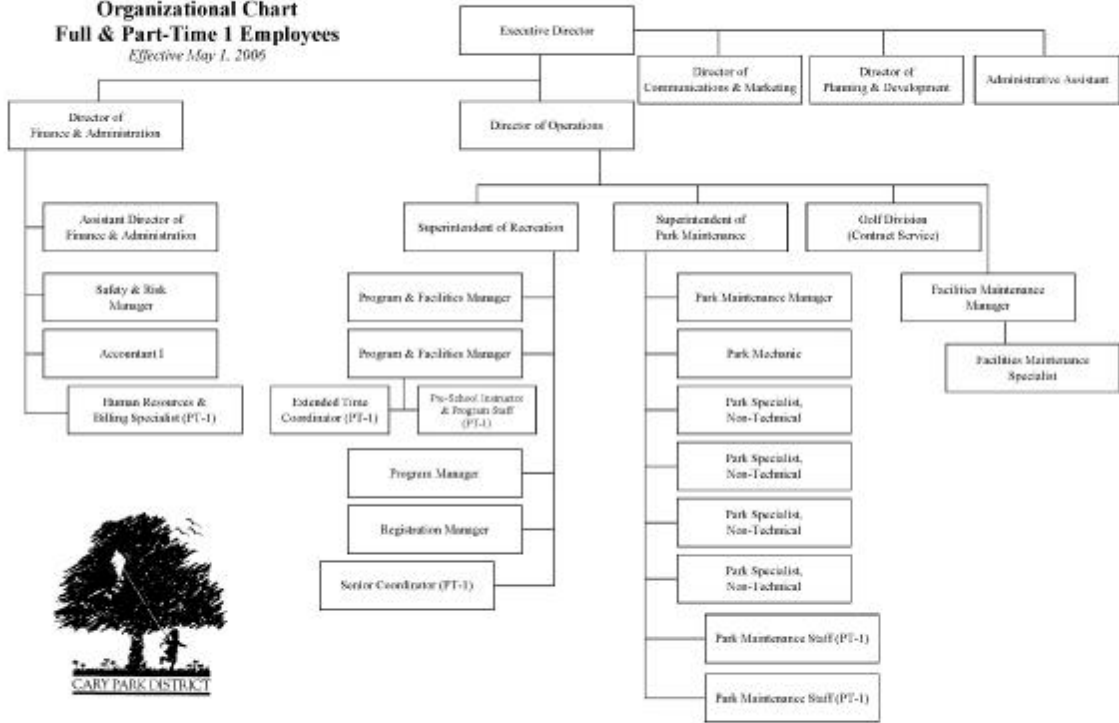 Organizational Chart
Full & Part-Time 1 Employees
Effective May 1, 2006
Executive Director
Director of
Communications & Marketing
Director of
Planning & Development
Administrative Assistant
Director of
Finance & Administration
Director of Operations
Assistant Director of
Finance & Administration
Safety & Risk
Manager
Accountant I
Human Resources &
Billing Specialist (PT-1)
Superintendent of Recreation
Program & Facilities Manager
Program & Facilities Manager
Extended Time
Coordinator (PT-1)
Pre-School Instructor
& Program Staff
(PT-1)
Program Manager
Registration Manager
Senior Coordinator (PT-1)
Superintendent of
Park Maintenance
Park Maintenance Manager
Park Mechanic
Park Specialist,
Non-Technical
Park Specialist,
Non-Technical
Park Specialist,
Non-Technical
Park Specialist,
Non-Technical
Park Maintenance Staff (PT-1)
Park Maintenance Staff (PT-1)
Golf Division
(Contract Service)
Facilities Maintenance
Manager
Facilities Maintenance
Specialist
CARY PARK DISTRICT